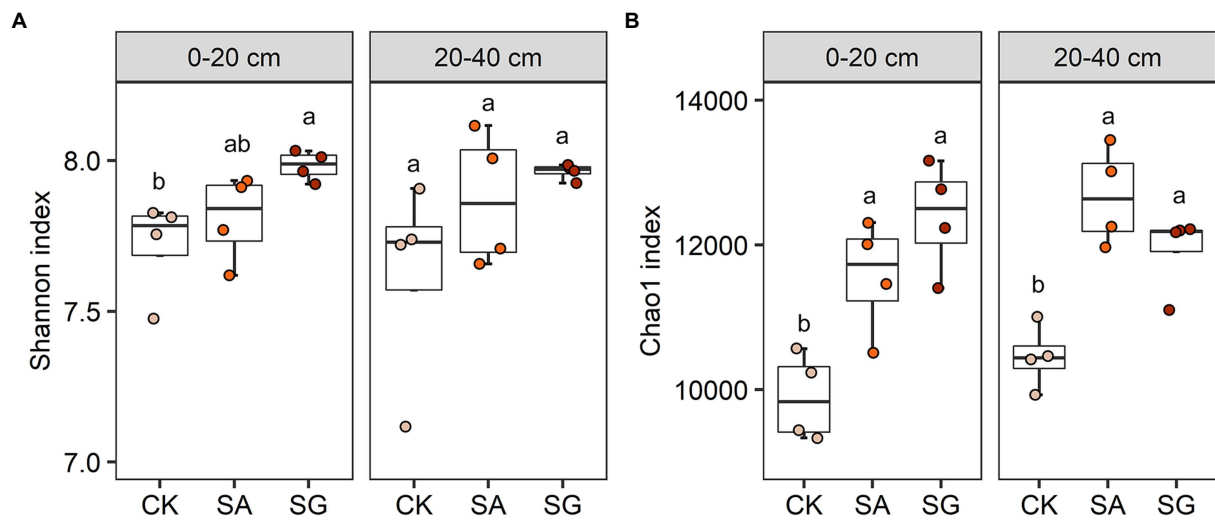 A
B
0-20 cm
20-40 cm
0-20 cm
20-40 cm
Shannon index
8.0
7.5
7.0
b
ab
a
a
a
a
CK
SA
SG
CK
SA
SG
Chao1 index
14000
12000
10000
b
a
a
b
a
a
CK
SA
SG
CK
SA
SG